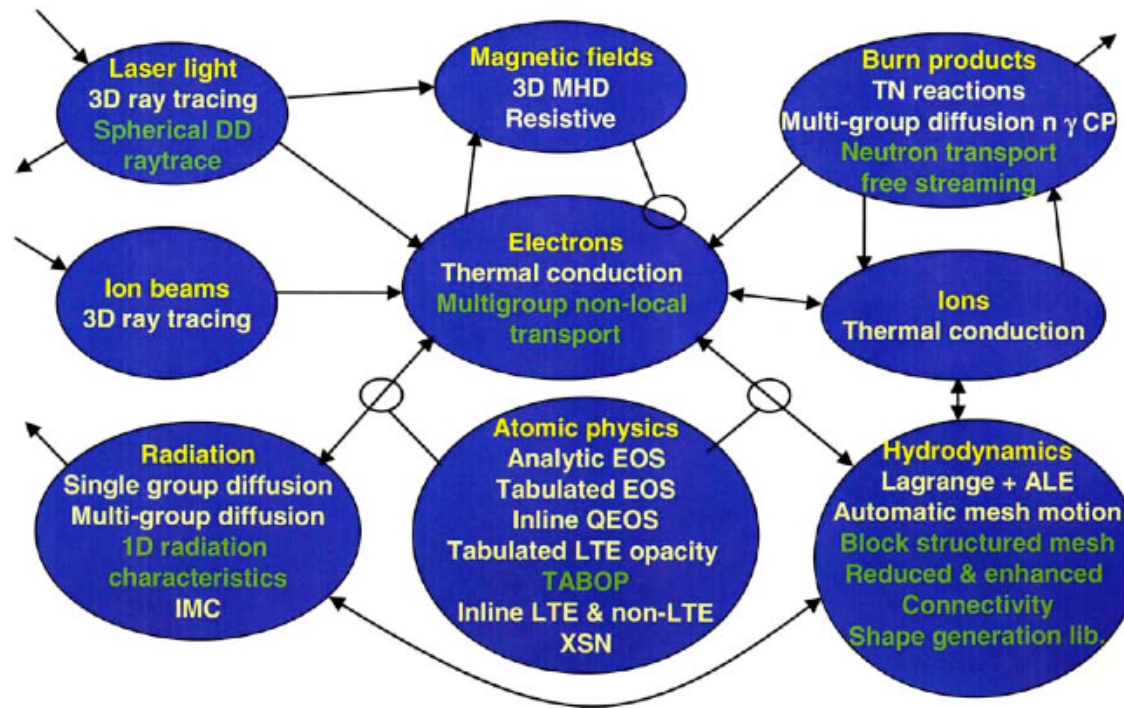 Laser light
3D ray tracing
Spherical DD
raytrace
Magnetic fields
3D MHD
Resistive
Burn products
TN reactions
Multi-group diffusion n γ CP
Neutron transport
free streaming
Ion beams
3D ray tracing
Electrons
Thermal conduction
Multigroup non-local
transport
Ions
Thermal conduction
Radiation
Single group diffusion
Multi-group diffusion
1D radiation
characteristics
IMC
Atomic physics
Analytic EOS
Tabulated EOS
Inline QEOS
Tabulated LTE opacity
TABOP
Inline LTE & non-LTE
XSN
Hydrodynamics
Lagrange + ALE
Automatic mesh motion
Block structured mesh
Reduced & enhanced
Connectivity
Shape generation lib.